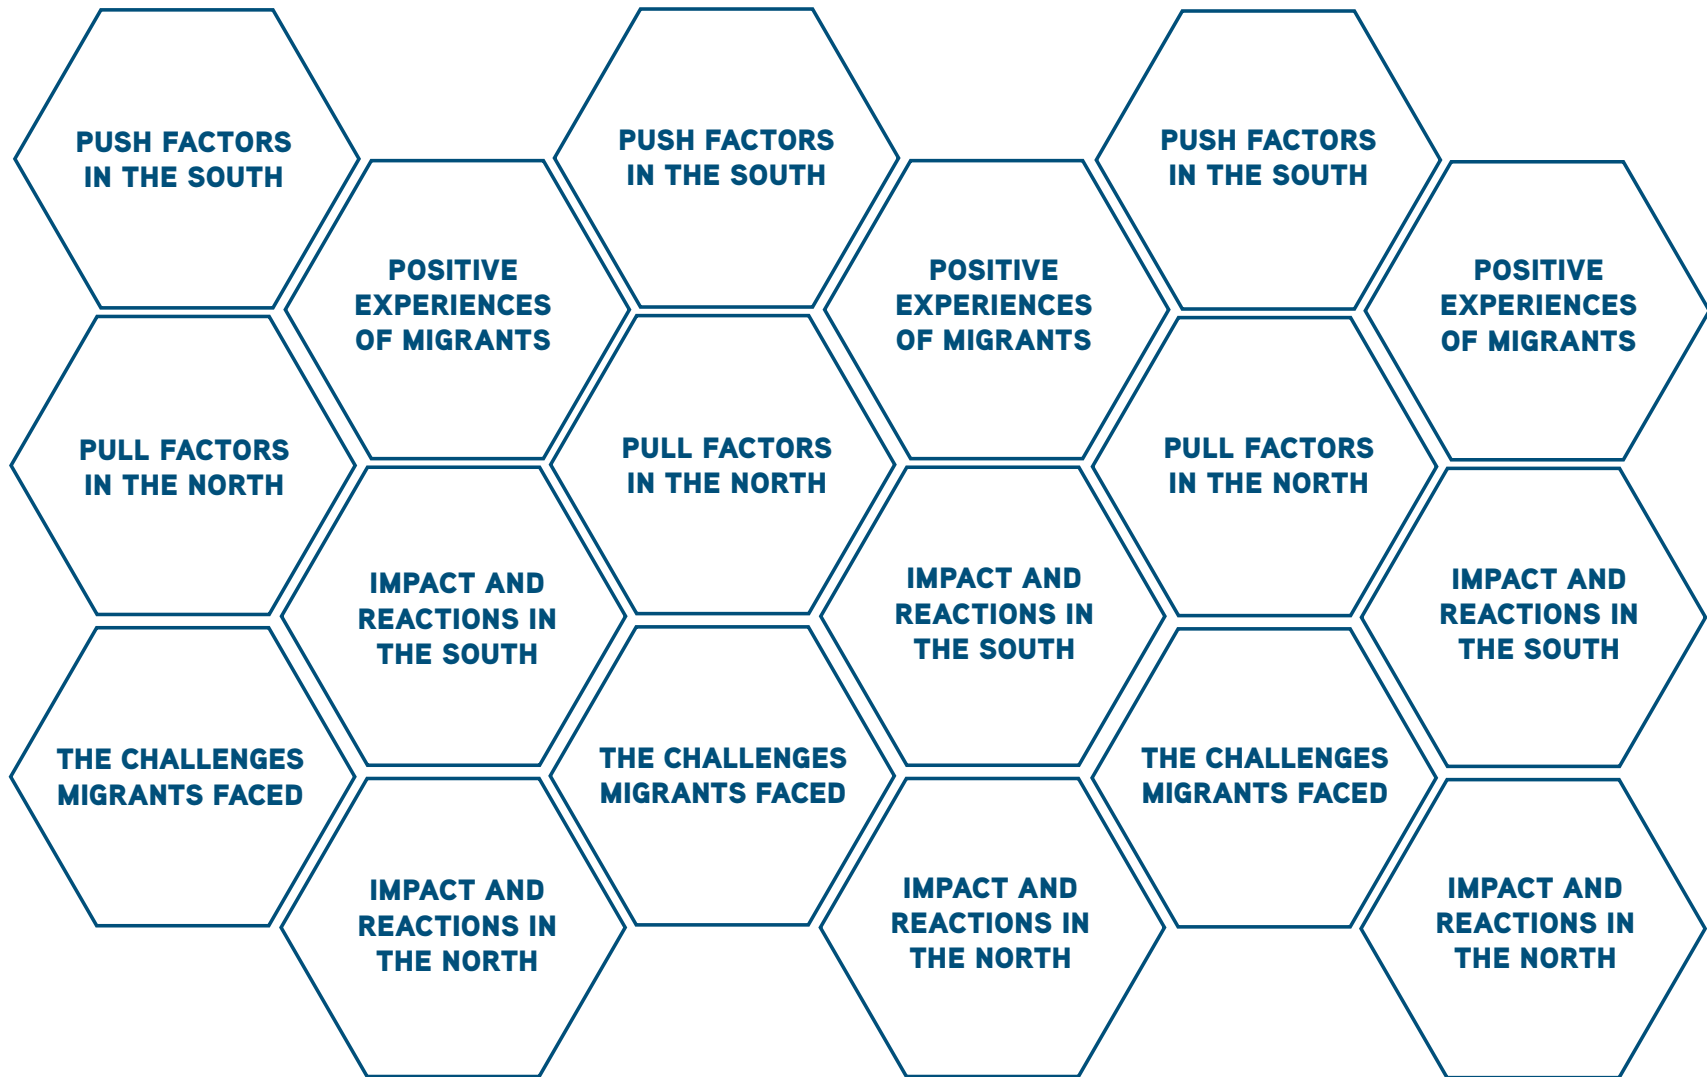 PUSH FACTORS
IN THE SOUTH
PUSH FACTORS
IN THE SOUTH
PUSH FACTORS
IN THE SOUTH
POSITIVE
EXPERIENCES
OF MIGRANTS
POSITIVE
EXPERIENCES
OF MIGRANTS
POSITIVE
EXPERIENCES
OF MIGRANTS
PULL FACTORS
IN THE NORTH
PULL FACTORS
IN THE NORTH
PULL FACTORS
IN THE NORTH
IMPACT AND
REACTIONS IN
THE SOUTH
IMPACT AND
REACTIONS IN
THE SOUTH
IMPACT AND
REACTIONS IN
THE SOUTH
THE CHALLENGES
MIGRANTS FACED
THE CHALLENGES
MIGRANTS FACED
THE CHALLENGES
MIGRANTS FACED
IMPACT AND
REACTIONS IN
THE NORTH
IMPACT AND
REACTIONS IN
THE NORTH
IMPACT AND
REACTIONS IN
THE NORTH